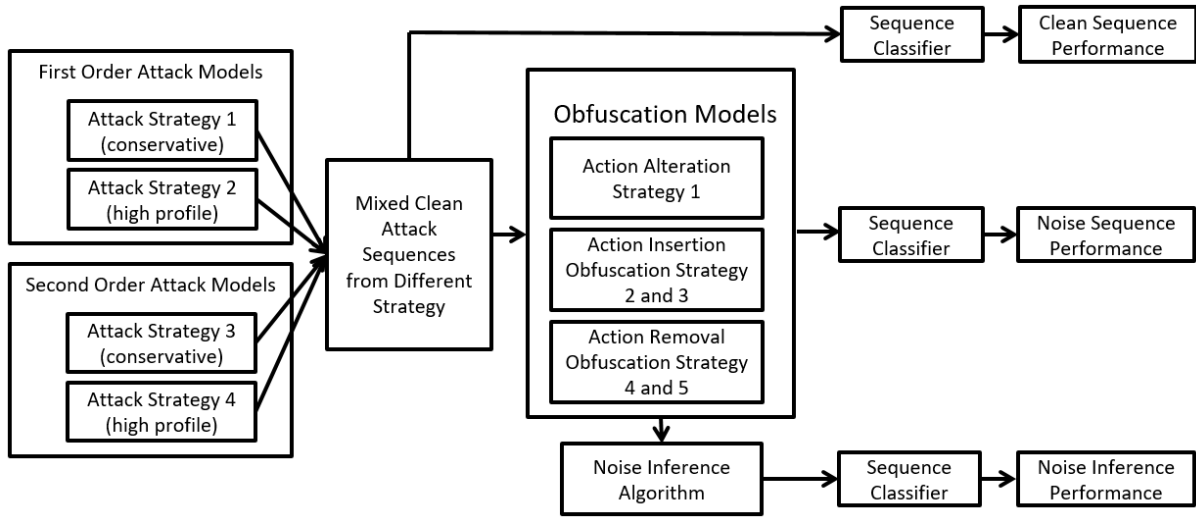 First Order Attack Models
Attack Strategy 1
(conservative)
Attack Strategy 2
(high profile)
Second Order Attack Models
Attack Strategy 3
(conservative)
Attack Strategy 4
(high profile)
Mixed Clean
Attack
Sequences
from Different
Strategy
Obfuscation Models
Action Alteration
Strategy 1
Action Insertion
Obfuscation Strategy
2 and 3
Action Removal
Obfuscation Strategy
4 and 5
Noise Inference
Algorithm
Sequence
Classifier
Clean Sequence
Performance
Sequence
Classifier
Noise Sequence
Performance
Sequence
Classifier
Noise Inference
Performance